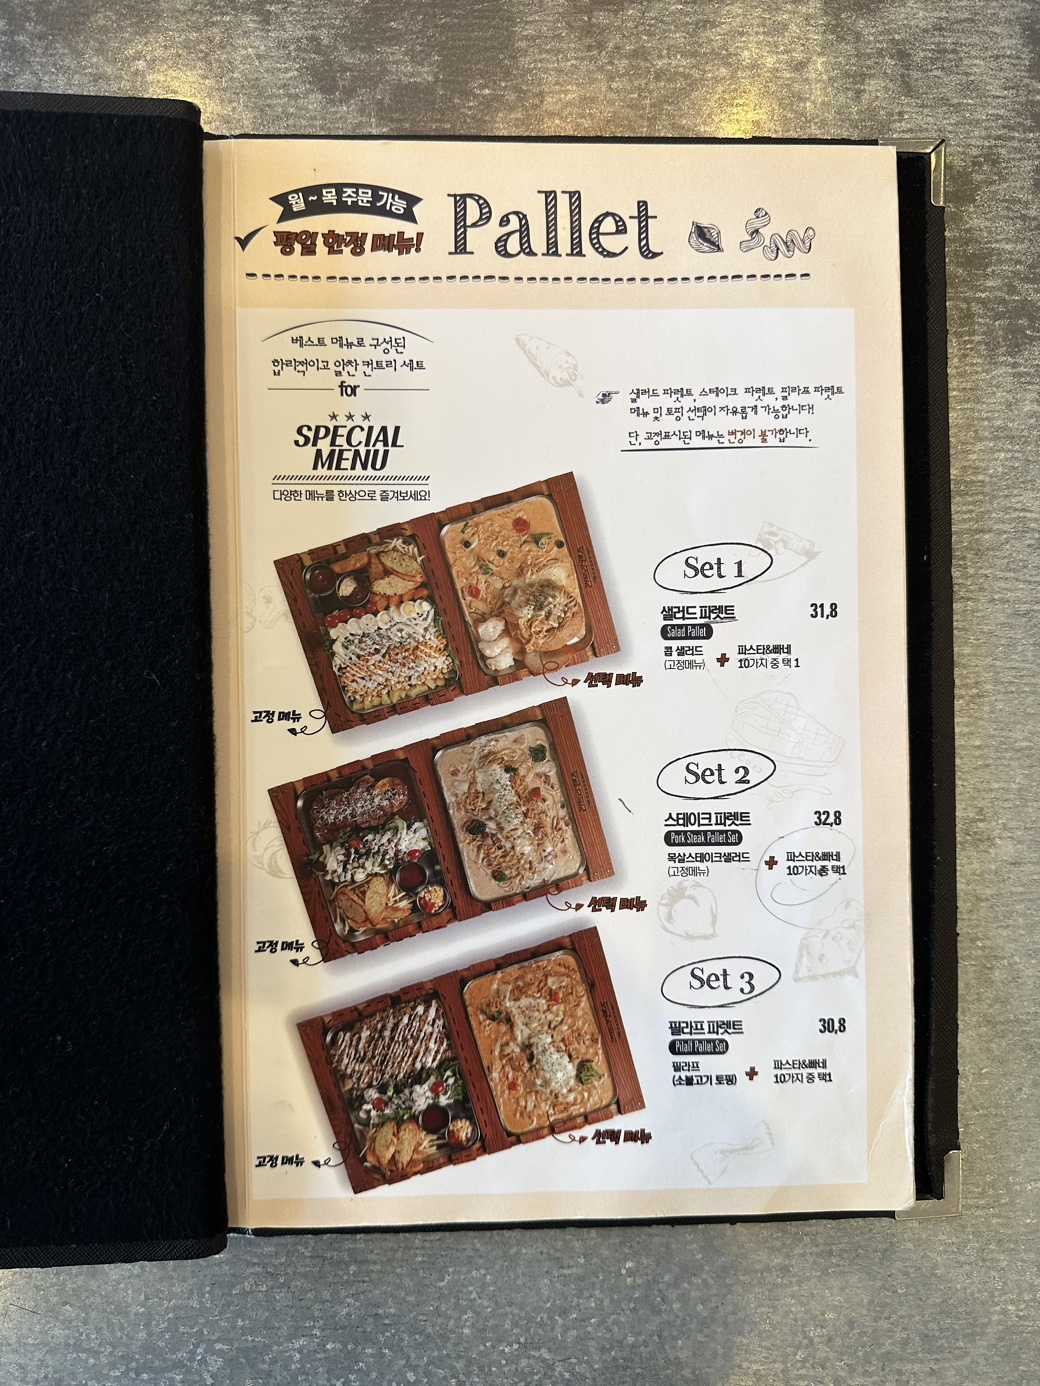 월~목 주문 가능
평일 한정 메뉴!
Pallet
베스트 메뉴로 구성된
합리적이고 알찬 컨트리 세트
for
SPECIAL
MENU
다양한 메뉴를 한상으로 즐겨보세요!
샐러드 파렛트, 스테이크 파렛트, 필라프 파렛트
메뉴 및 토핑 선택이 자유롭게 가능합니다!
단, 고정표시된 메뉴는 변경이 불가합니다.
Set 1
샐러드 파렛트 31,8
Salad Pallet
콥 샐러드
(고정메뉴)
+
파스타&빠네
10가지 중 택 1
선택 메뉴
고정 메뉴
Set 2
스테이크 파렛트 32,8
Pork Steak Pallet Set
목살스테이크샐러드
(고정메뉴)
+
파스타&빠네
10가지 중 택1
선택 메뉴
고정 메뉴
Set 3
필라프 파렛트 30,8
Pilaff Pallet Set
필라프
(소불고기 토핑)
+
파스타&빠네
10가지 중 택1
선택 메뉴
고정 메뉴